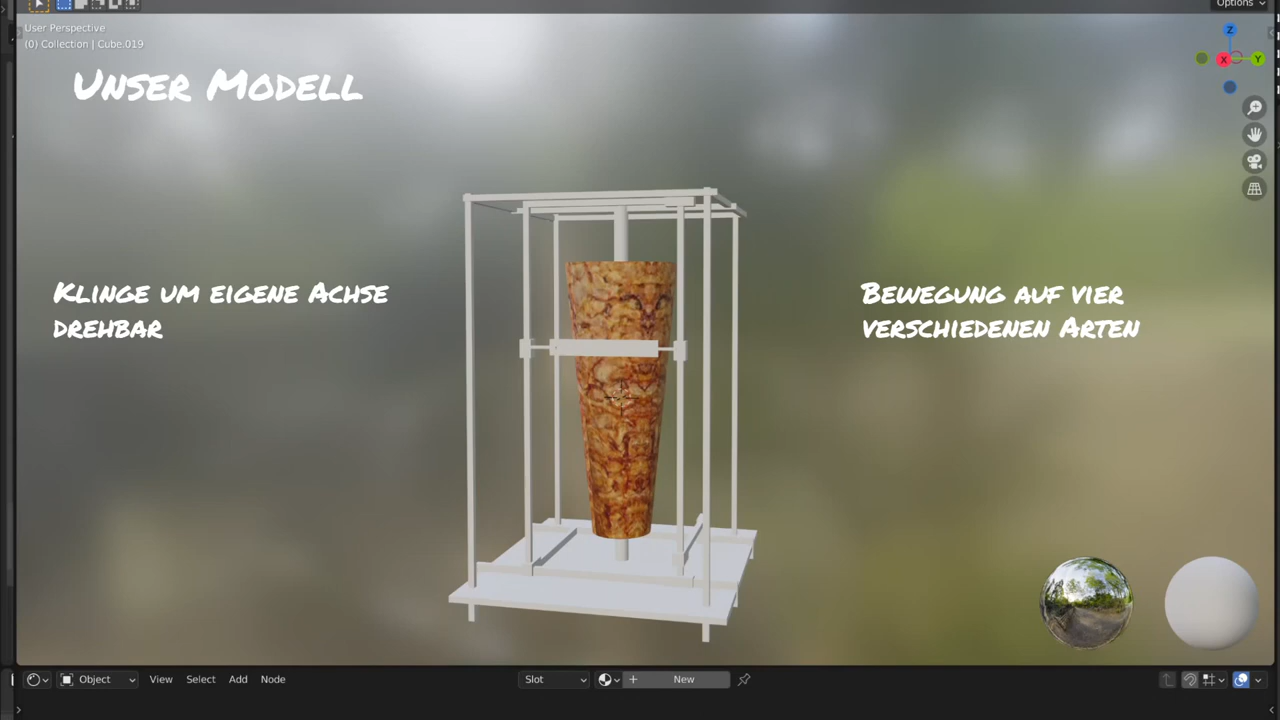 Options
User Perspective
(0) Collection | Cube.019
Z
X
Y
Unser Modell
Klinge um eigene Achse
drehbar
Bewegung auf vier
verschiedenen Arten
Object View Select Add Node Slot New